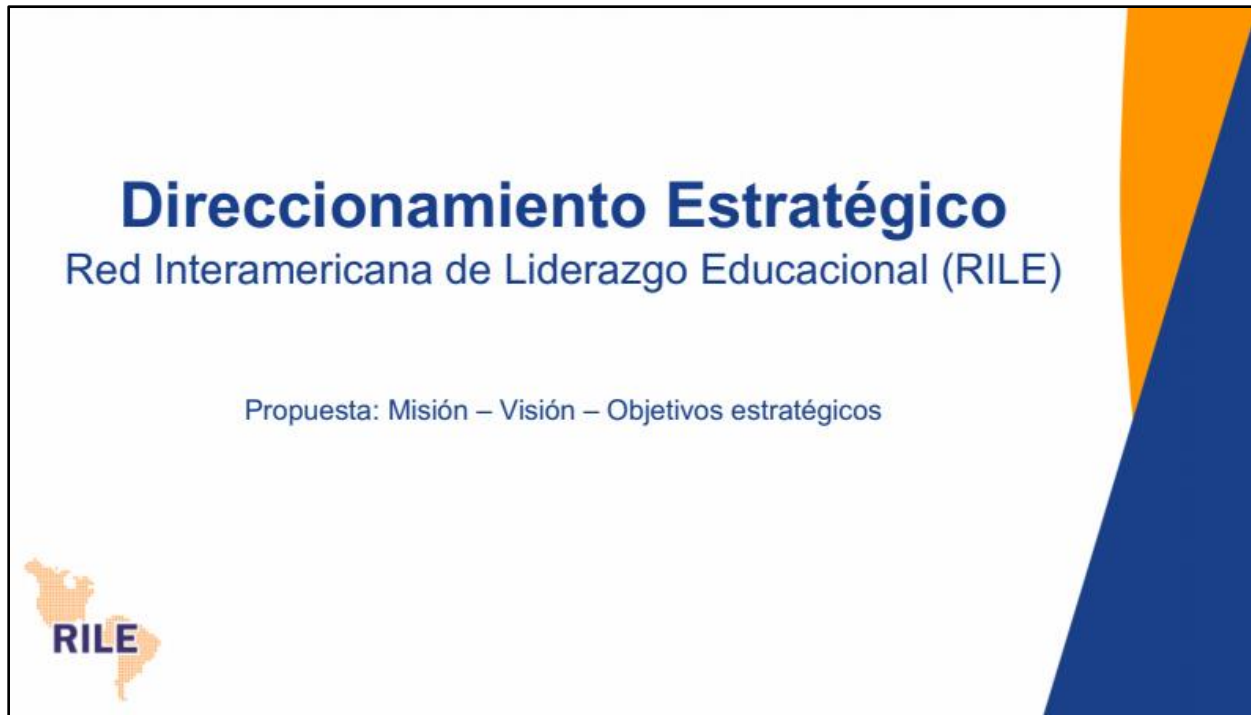 Direccionamiento Estratégico
Red Interamericana de Liderazgo Educacional (RILE)
Propuesta: Misión – Visión – Objetivos estratégicos
RILE